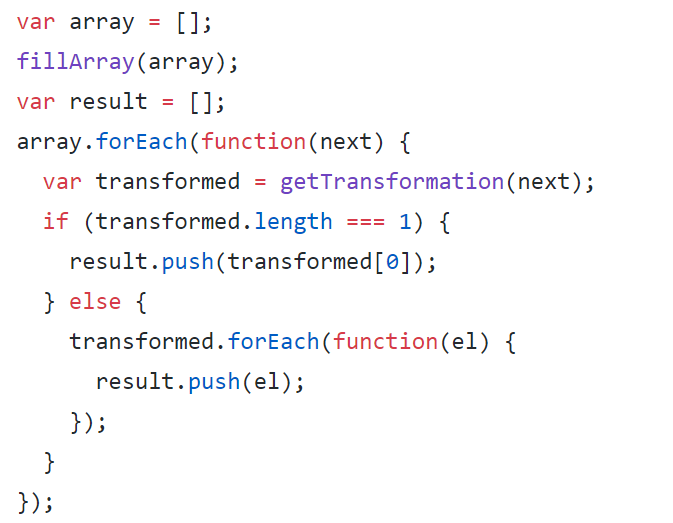 var array = [];
fillArray(array);
var result = [];
array.forEach(function(next) {
  var transformed = getTransformation(next);
  if (transformed.length === 1) {
    result.push(transformed[0]);
  } else {
    transformed.forEach(function(el) {
      result.push(el);
    });
  }
});